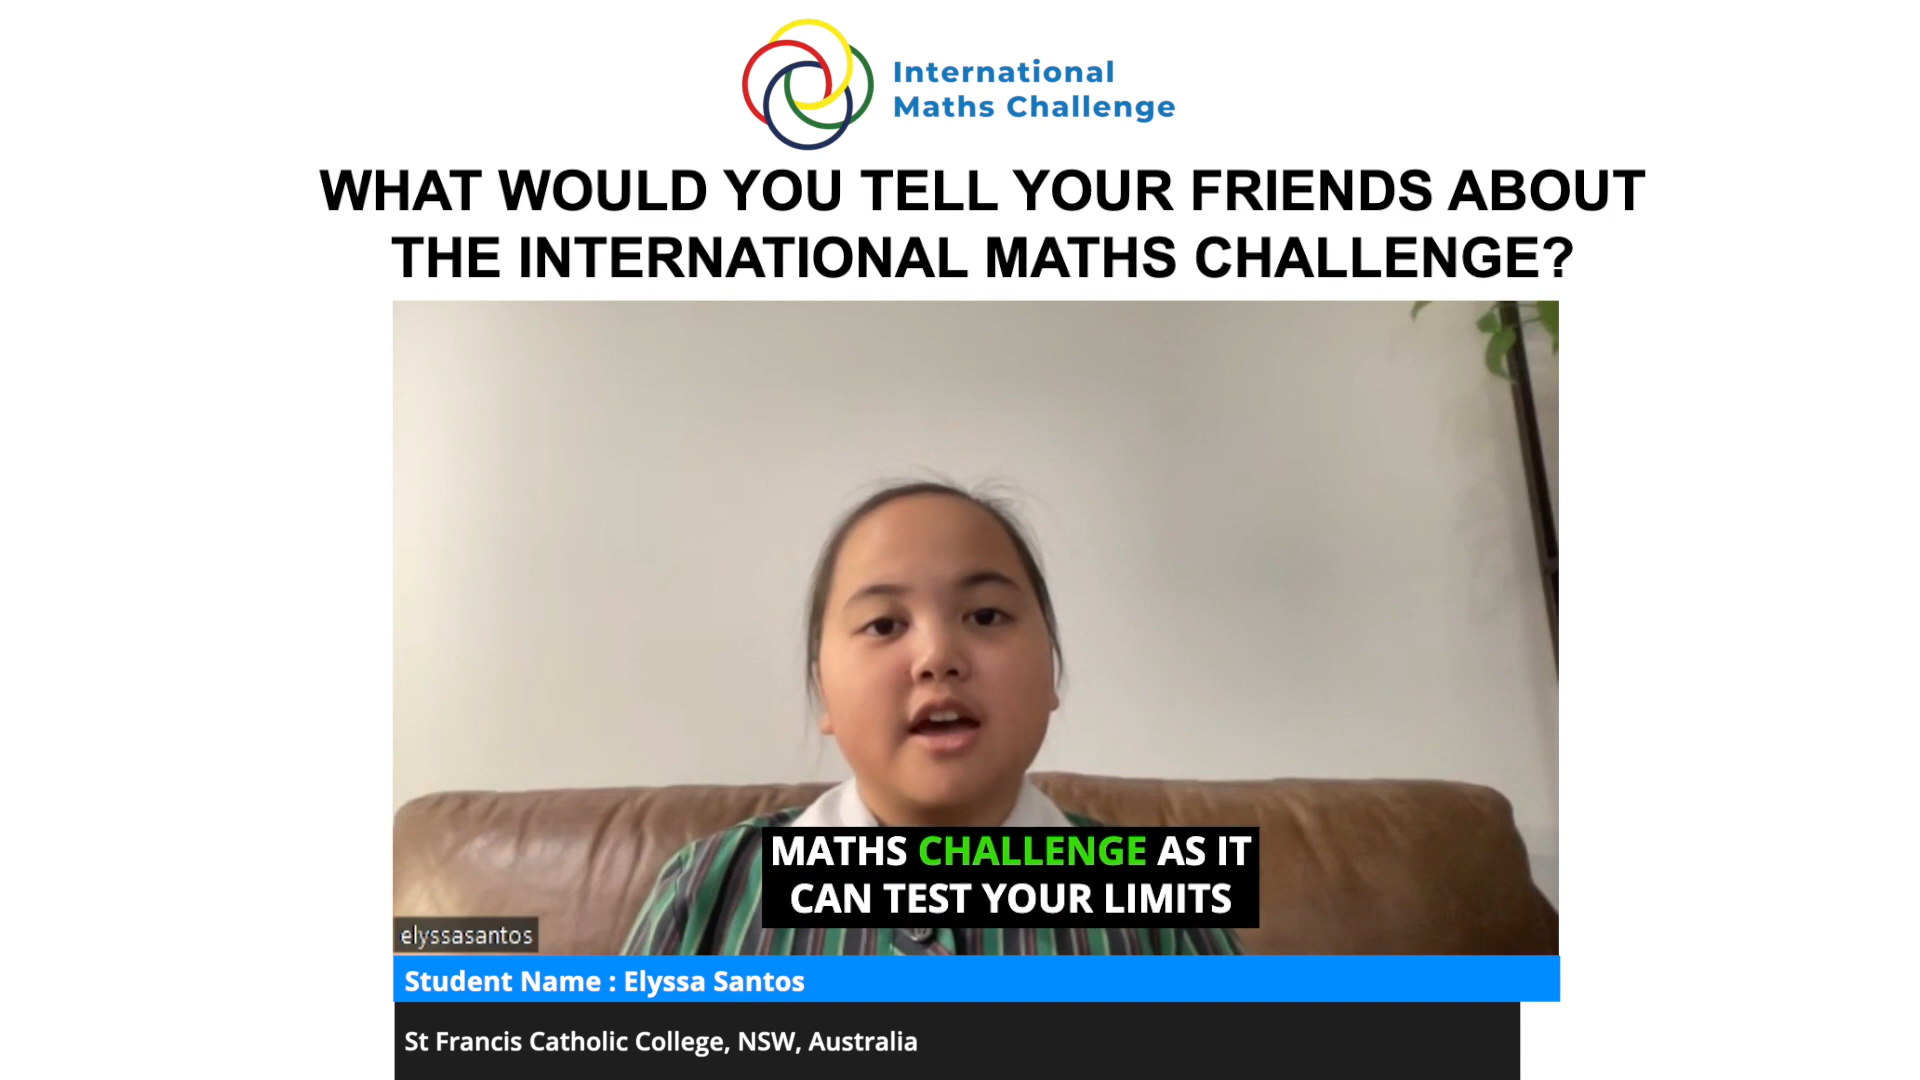 International
Maths Challenge
WHAT WOULD YOU TELL YOUR FRIENDS ABOUT
THE INTERNATIONAL MATHS CHALLENGE?
MATHS CHALLENGE AS IT
CAN TEST YOUR LIMITS
elyssasantos
Student Name : Elyssa Santos
St Francis Catholic College, NSW, Australia